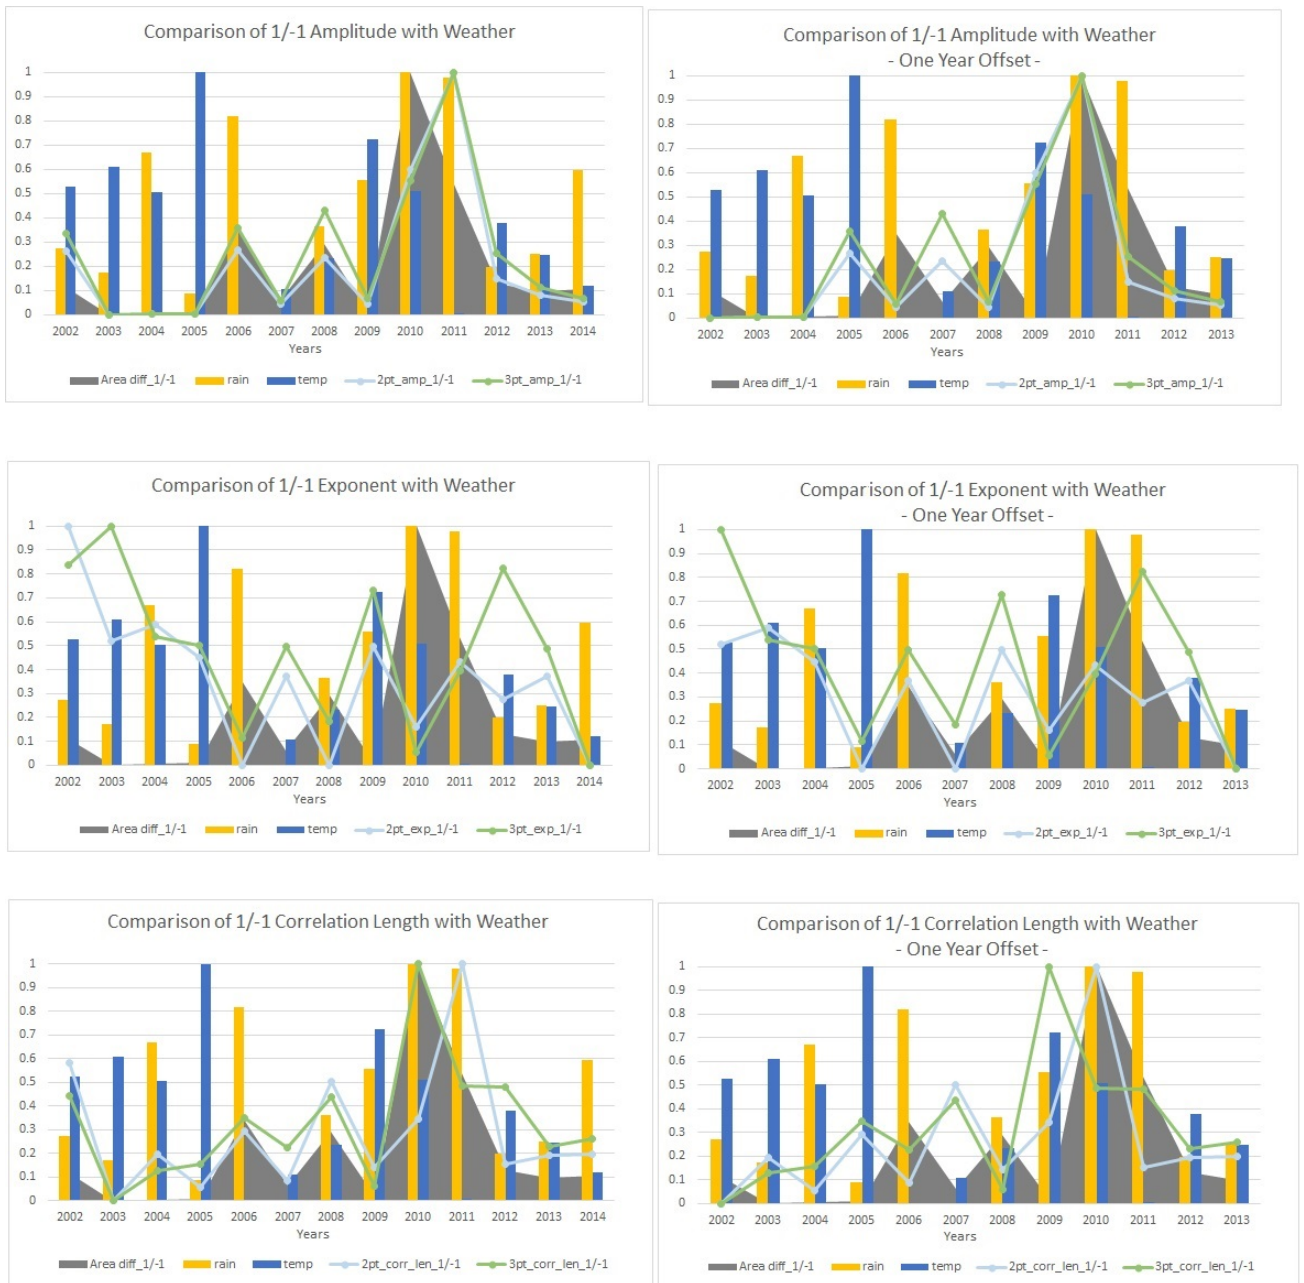 Comparison of 1/-1 Amplitude with Weather
1
0.9
0.8
0.7
0.6
0.5
0.4
0.3
0.2
0.1
0
2002 2003 2004 2005 2006 2007 2008 2009 2010 2011 2012 2013 2014
Years
Area diff_1/-1 rain temp 2pt_amp_1/-1 3pt_amp_1/-1
Comparison of 1/-1 Amplitude with Weather
- One Year Offset -
1
0.9
0.8
0.7
0.6
0.5
0.4
0.3
0.2
0.1
0
2002 2003 2004 2005 2006 2007 2008 2009 2010 2011 2012 2013
Years
Area diff_1/-1 rain temp 2pt_amp_1/-1 3pt_amp_1/-1
Comparison of 1/-1 Exponent with Weather
1
0.9
0.8
0.7
0.6
0.5
0.4
0.3
0.2
0.1
0
2002 2003 2004 2005 2006 2007 2008 2009 2010 2011 2012 2013 2014
Years
Area diff_1/-1 rain temp 2pt_exp_1/-1 3pt_exp_1/-1
Comparison of 1/-1 Exponent with Weather
- One Year Offset -
1
0.9
0.8
0.7
0.6
0.5
0.4
0.3
0.2
0.1
0
2002 2003 2004 2005 2006 2007 2008 2009 2010 2011 2012 2013
Years
Area diff_1/-1 rain temp 2pt_exp_1/-1 3pt_exp_1/-1
Comparison of 1/-1 Correlation Length with Weather
1
0.9
0.8
0.7
0.6
0.5
0.4
0.3
0.2
0.1
0
2002 2003 2004 2005 2006 2007 2008 2009 2010 2011 2012 2013 2014
Years
Area diff_1/-1 rain temp 2pt_corr_len_1/-1 3pt_corr_len_1/-1
Comparison of 1/-1 Correlation Length with Weather
- One Year Offset -
1
0.9
0.8
0.7
0.6
0.5
0.4
0.3
0.2
0.1
0
2002 2003 2004 2005 2006 2007 2008 2009 2010 2011 2012 2013
Years
Area diff_1/-1 rain temp 2pt_corr_len_1/-1 3pt_corr_len_1/-1